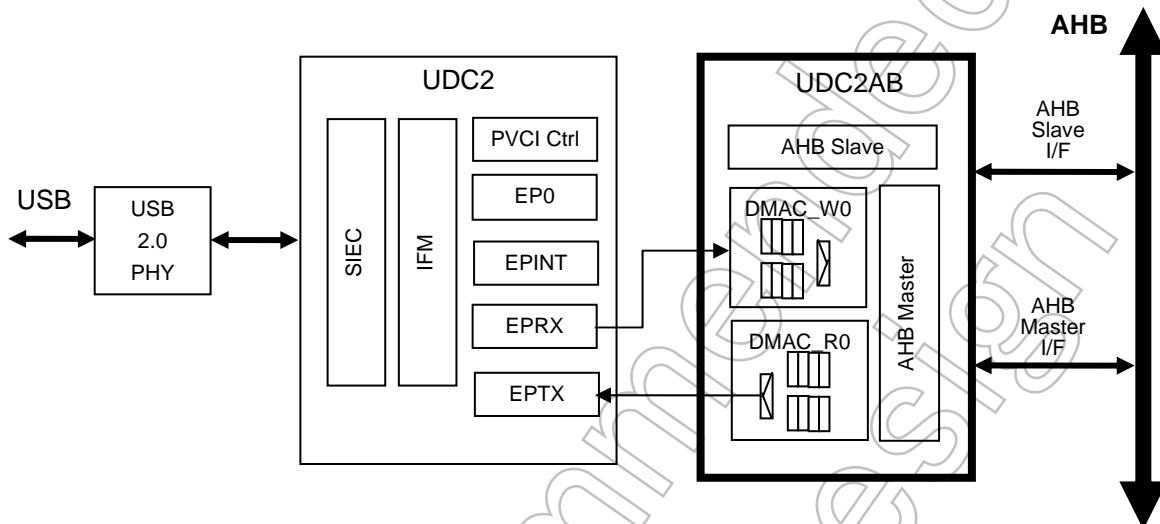 AHB
UDC2
UDC2AB
PVCI Ctrl
AHB Slave
AHB
Slave
I/F
USB
USB
2.0
PHY
SIEC
IFM
EP0
EPINT
EPRX
EPTX
DMAC_W0
DMAC_R0
AHB Master
AHB
Master
I/F